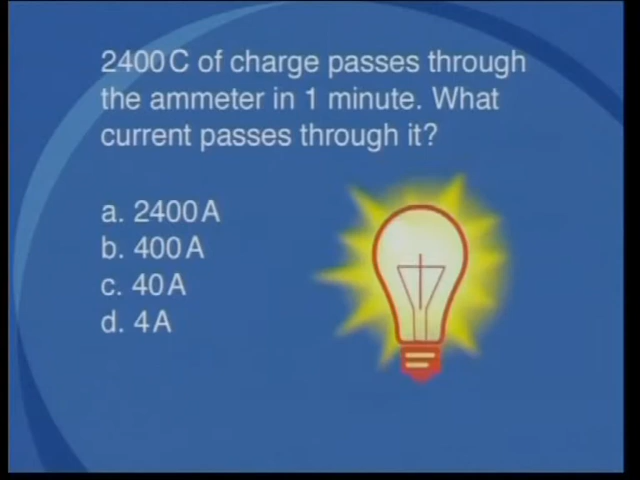 2400 C of charge passes through
the ammeter in 1 minute. What
current passes through it?
a. 2400 A
b. 400 A
c. 40 A
d. 4 A